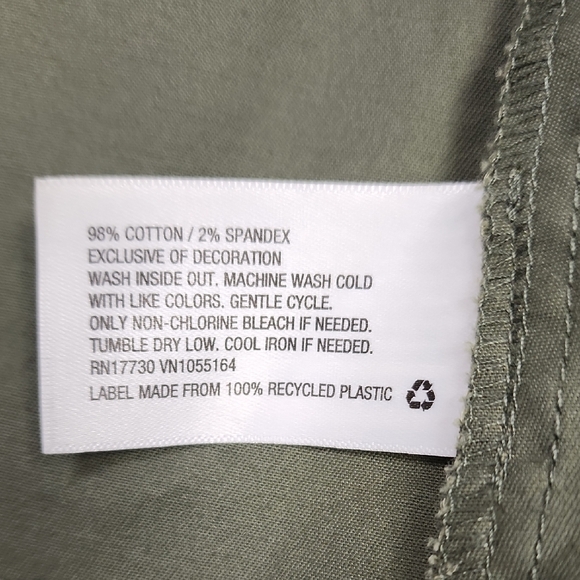 98% COTTON / 2% SPANDEX
EXCLUSIVE OF DECORATION
WASH INSIDE OUT. MACHINE WASH COLD
WITH LIKE COLORS. GENTLE CYCLE.
ONLY NON-CHLORINE BLEACH IF NEEDED.
TUMBLE DRY LOW. COOL IRON IF NEEDED.
RN17730 VN1055164
LABEL MADE FROM 100% RECYCLED PLASTIC